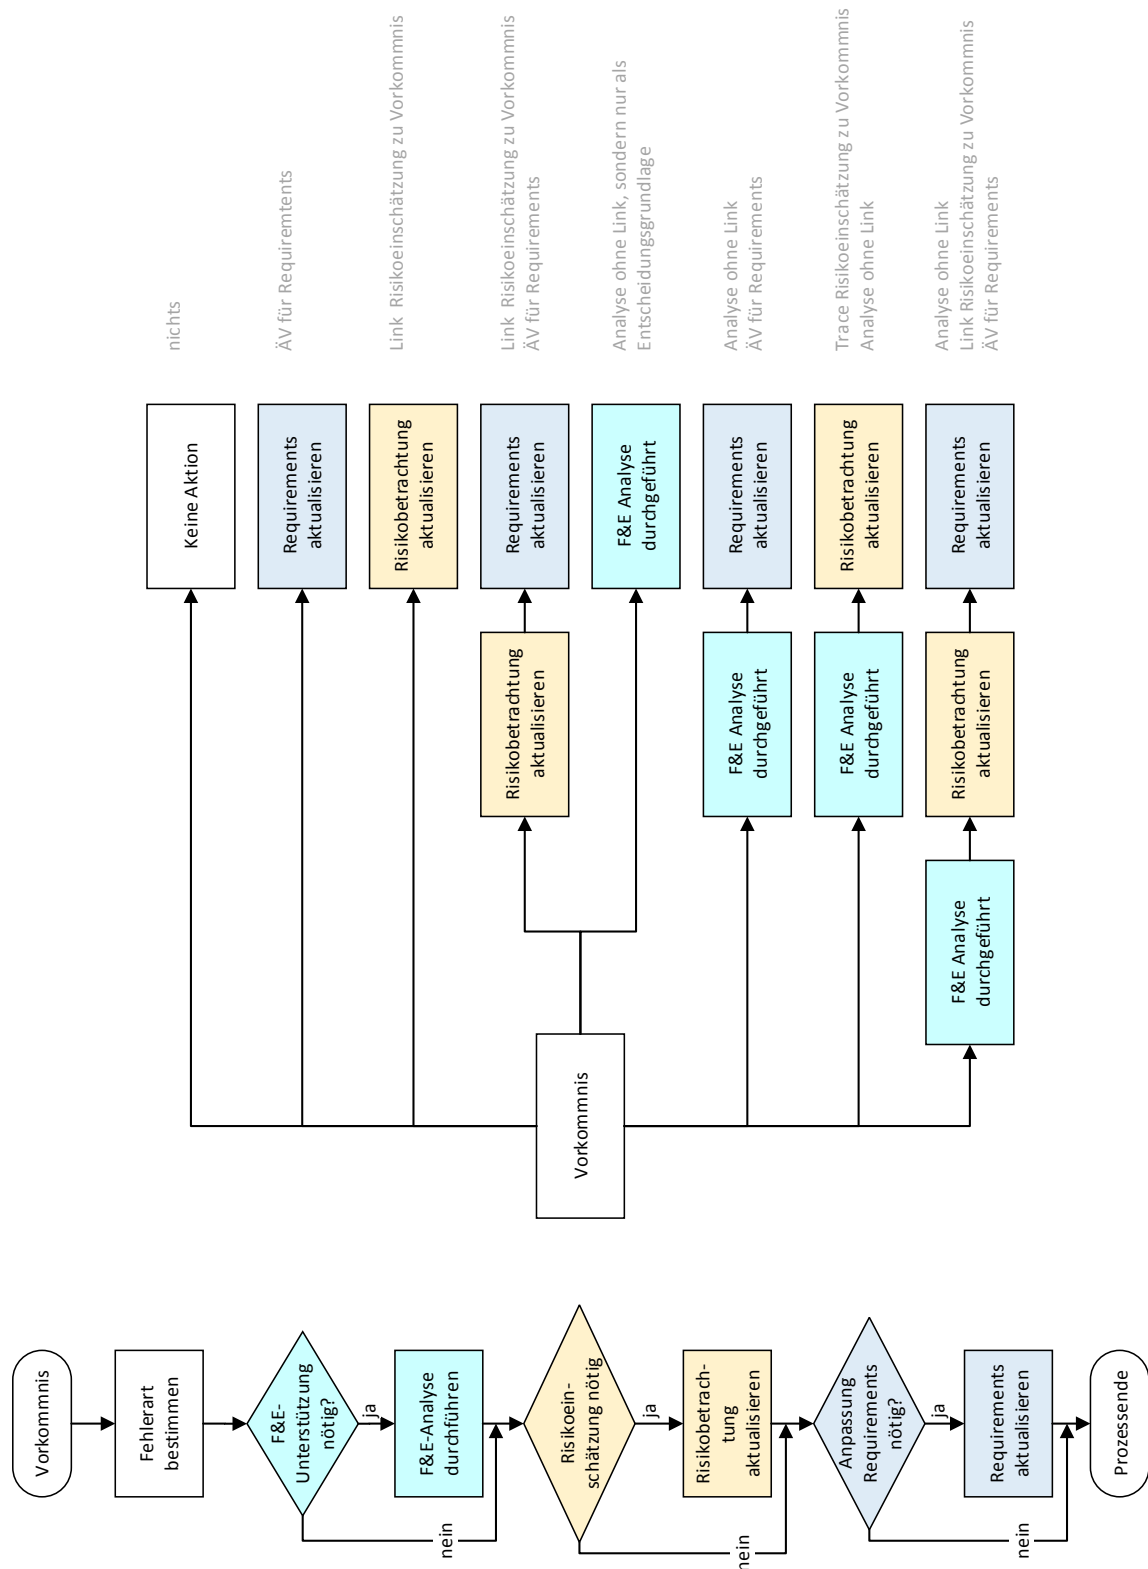 Vorkommnis
Fehlerart
bestimmen
F&E-
Unterstützung
nötig?
ja
nein
F&E-Analyse
durchführen
Risikoein-
schätzung nötig
ja
nein
Risikobetrach-
tung
aktualisieren
Anpassung
Requirements
nötig?
ja
nein
Requirements
aktualisieren
Prozessende
Vorkommnis
Keine Aktion
nichts
Requirements
aktualisieren
ÄV für Requiremtents
Risikobetrachtung
aktualisieren
Link Risikoeinschätzung zu Vorkommnis
Risikobetrachtung
aktualisieren
Requirements
aktualisieren
Link Risikoeinschätzung zu Vorkommnis
ÄV für Requirements
F&E Analyse
durchgeführt
Analyse ohne Link, sondern nur als
Entscheidungsgrundlage
F&E Analyse
durchgeführt
Requirements
aktualisieren
Analyse ohne Link
ÄV für Requirements
F&E Analyse
durchgeführt
Risikobetrachtung
aktualisieren
Trace Risikoeinschätzung zu Vorkommnis
Analyse ohne Link
F&E Analyse
durchgeführt
Risikobetrachtung
aktualisieren
Requirements
aktualisieren
Analyse ohne Link
Link Risikoeinschätzung zu Vorkommnis
ÄV für Requirements